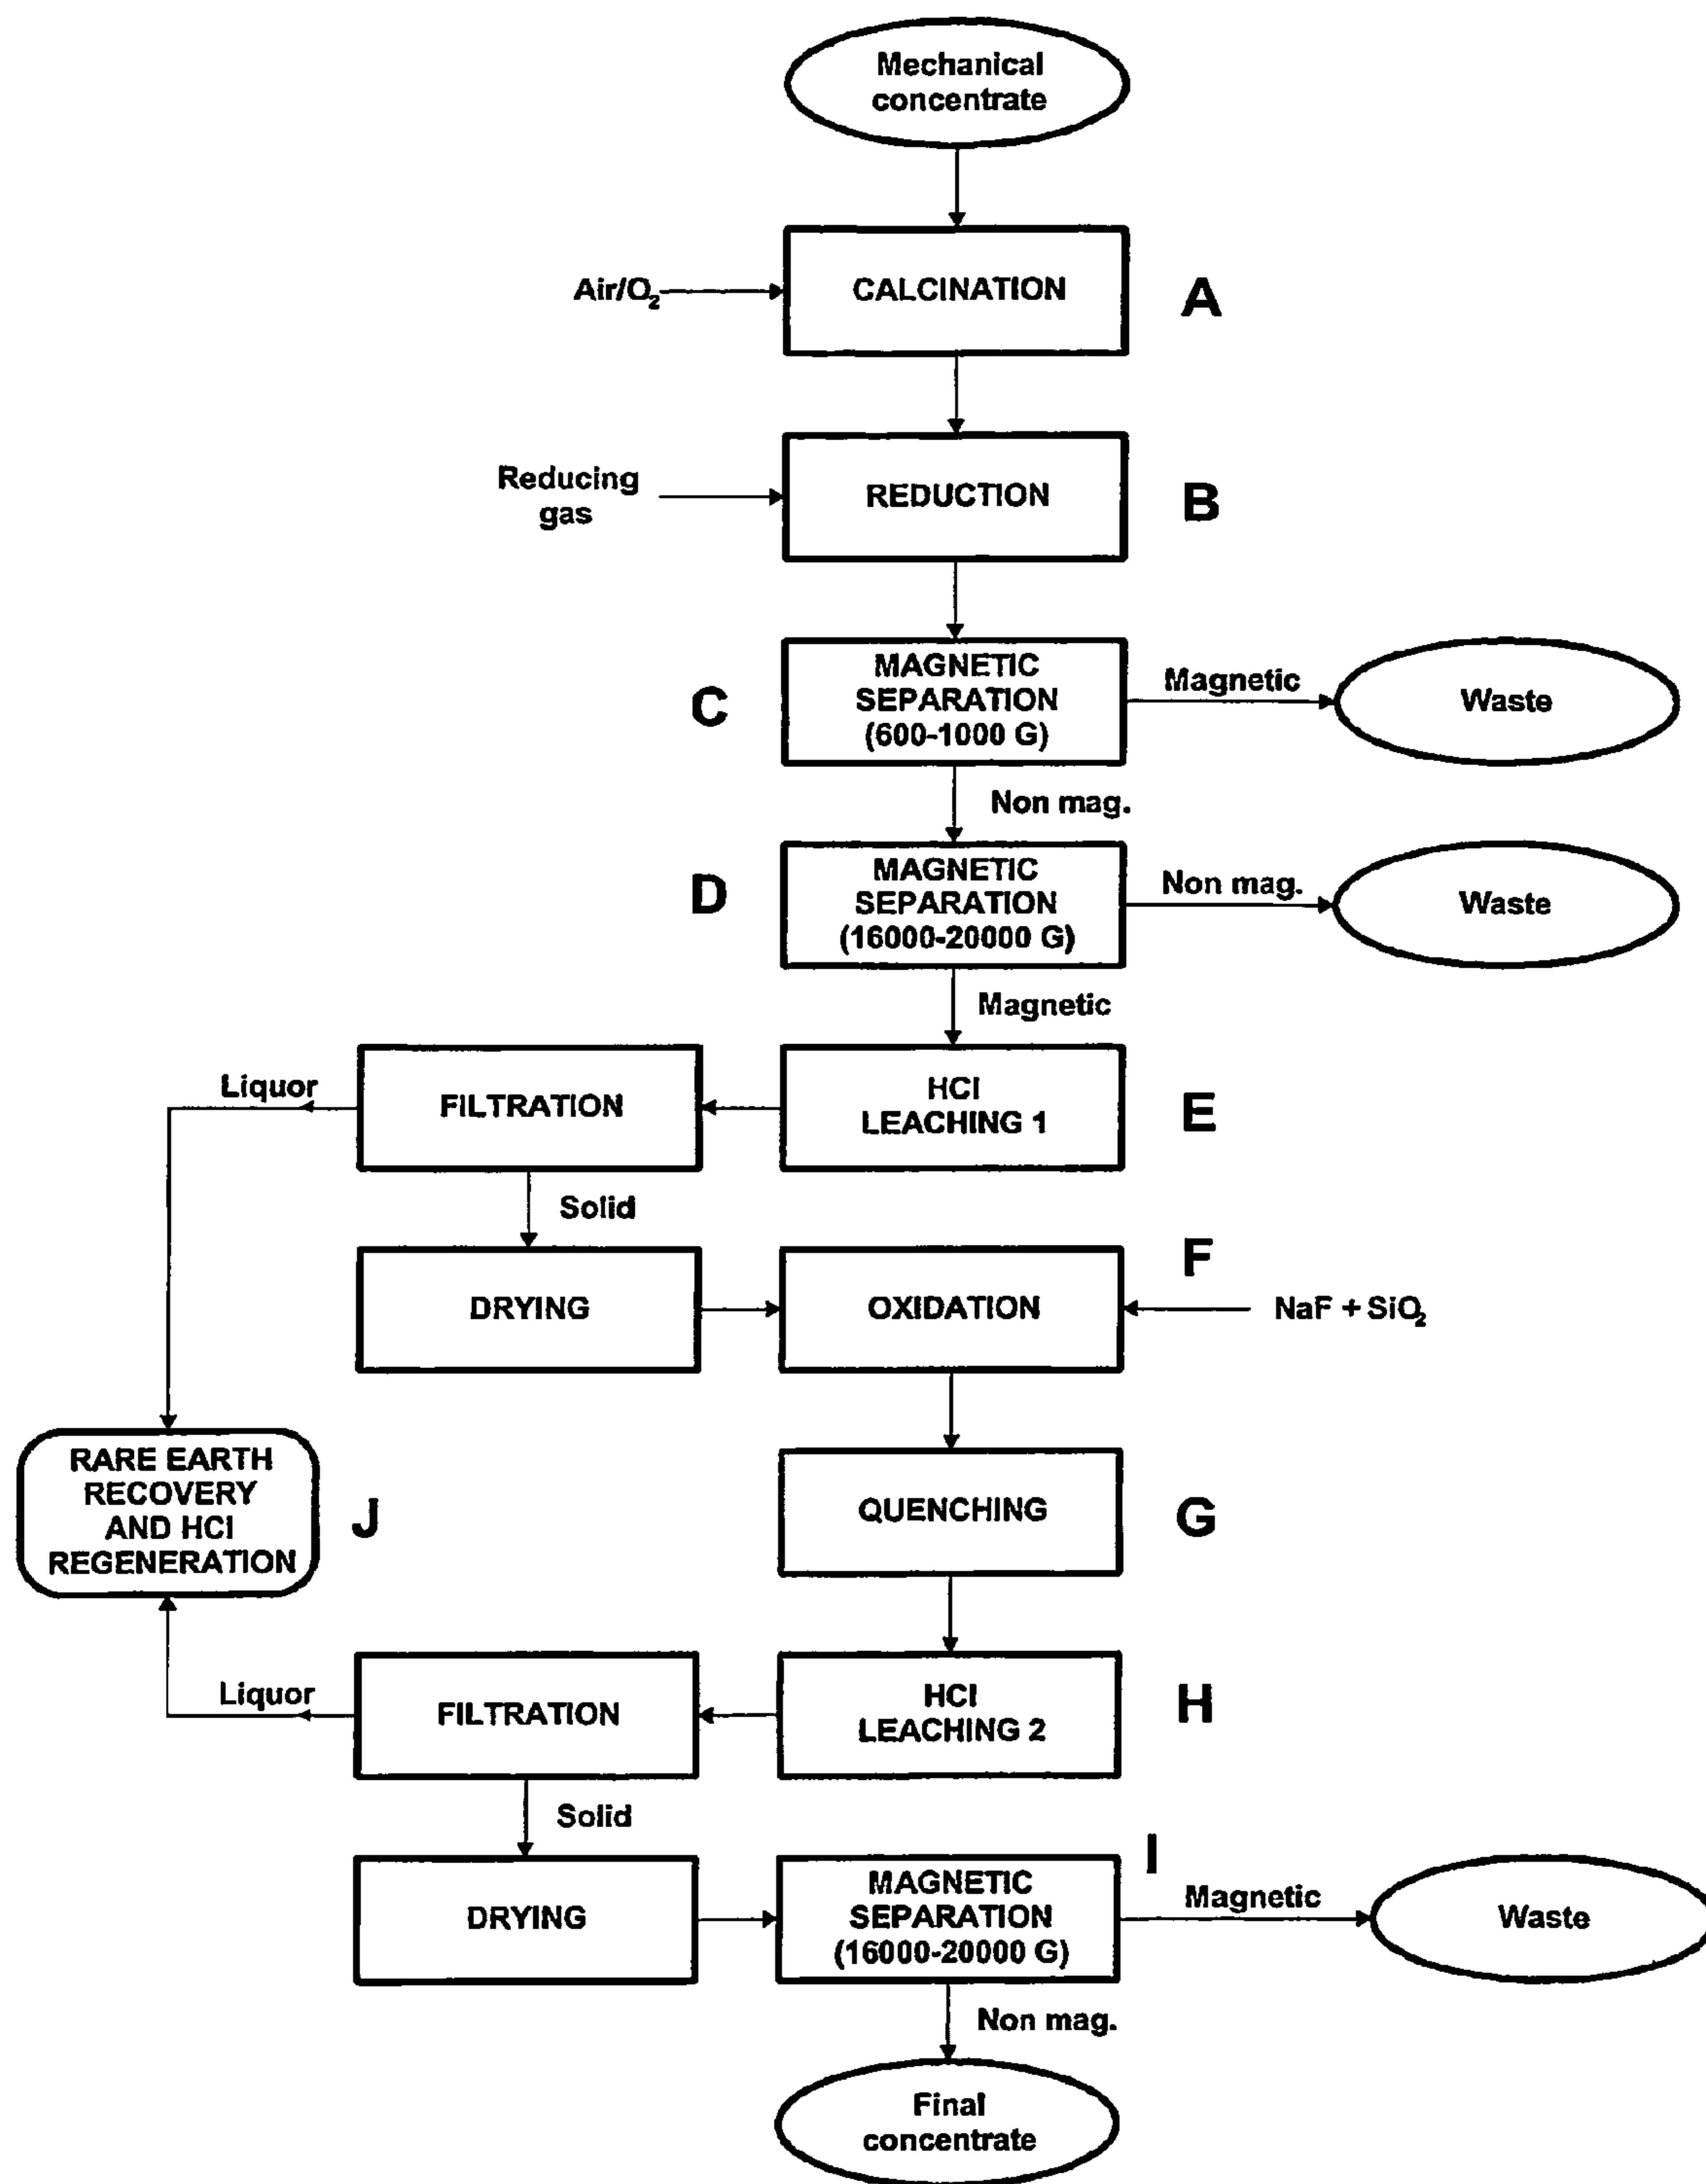 Mechanical
concentrate
Air/O₂
CALCINATION
A
Reducing
gas
REDUCTION
B
C
MAGNETIC
SEPARATION
(600-1000 G)
Magnetic
Waste
Non mag.
D
MAGNETIC
SEPARATION
(16000-20000 G)
Non mag.
Waste
Magnetic
Liquor
FILTRATION
HCl
LEACHING 1
E
Solid
DRYING
OXIDATION
F
NaF + SiO₂
RARE EARTH
RECOVERY
AND HCl
REGENERATION
J
QUENCHING
G
Liquor
FILTRATION
HCl
LEACHING 2
H
Solid
DRYING
MAGNETIC
SEPARATION
(16000-20000 G)
I
Magnetic
Waste
Non mag.
Final
concentrate